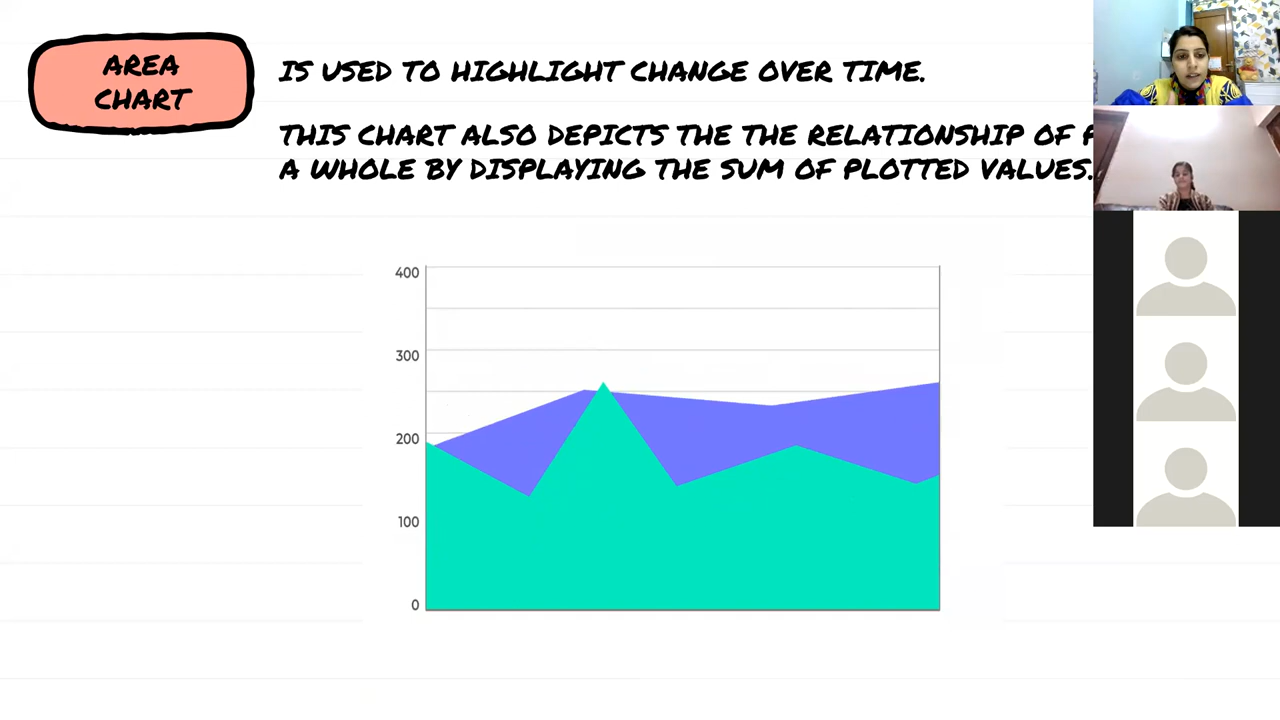 AREA
CHART
IS USED TO HIGHLIGHT CHANGE OVER TIME.
THIS CHART ALSO DEPICTS THE THE RELATIONSHIP OF
A WHOLE BY DISPLAYING THE SUM OF PLOTTED VALUES.
400
300
200
100
0